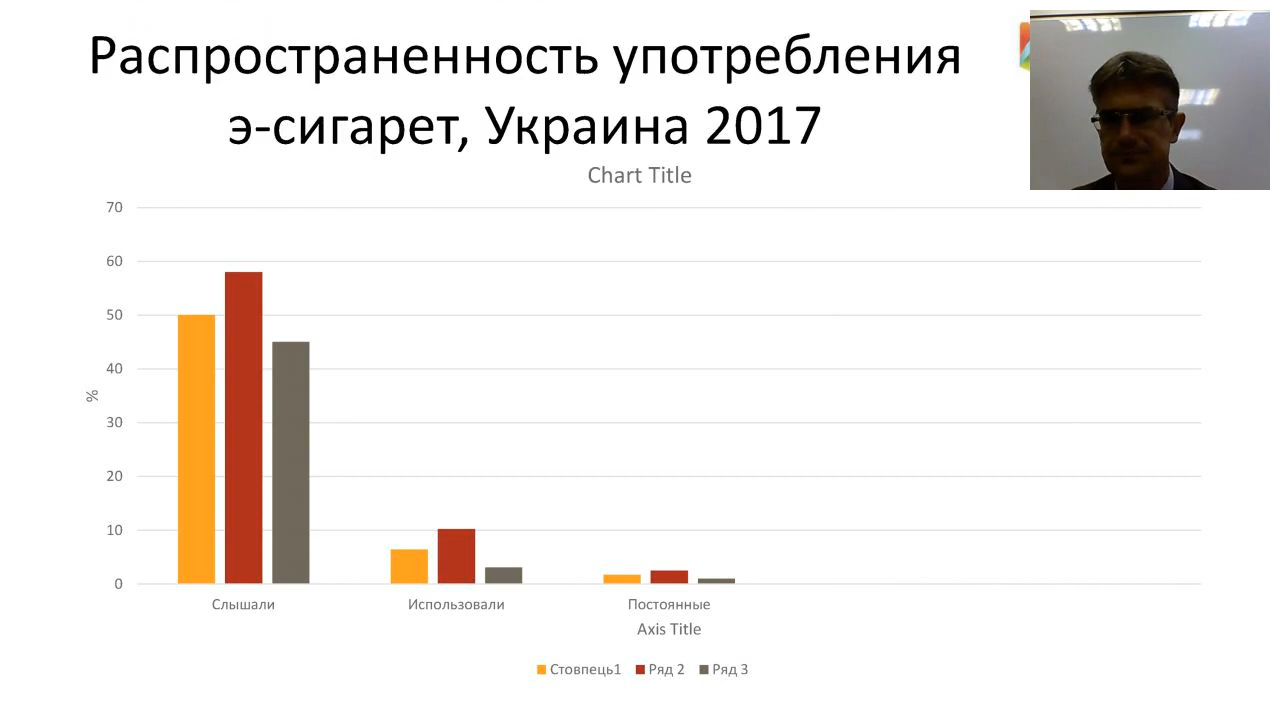 Распространенность употребления
э-сигарет, Украина 2017
Chart Title
70
60
50
40
30
20
10
0
%
Слышали Использовали Постоянные
Axis Title
Стовпець1 Ряд 2 Ряд 3